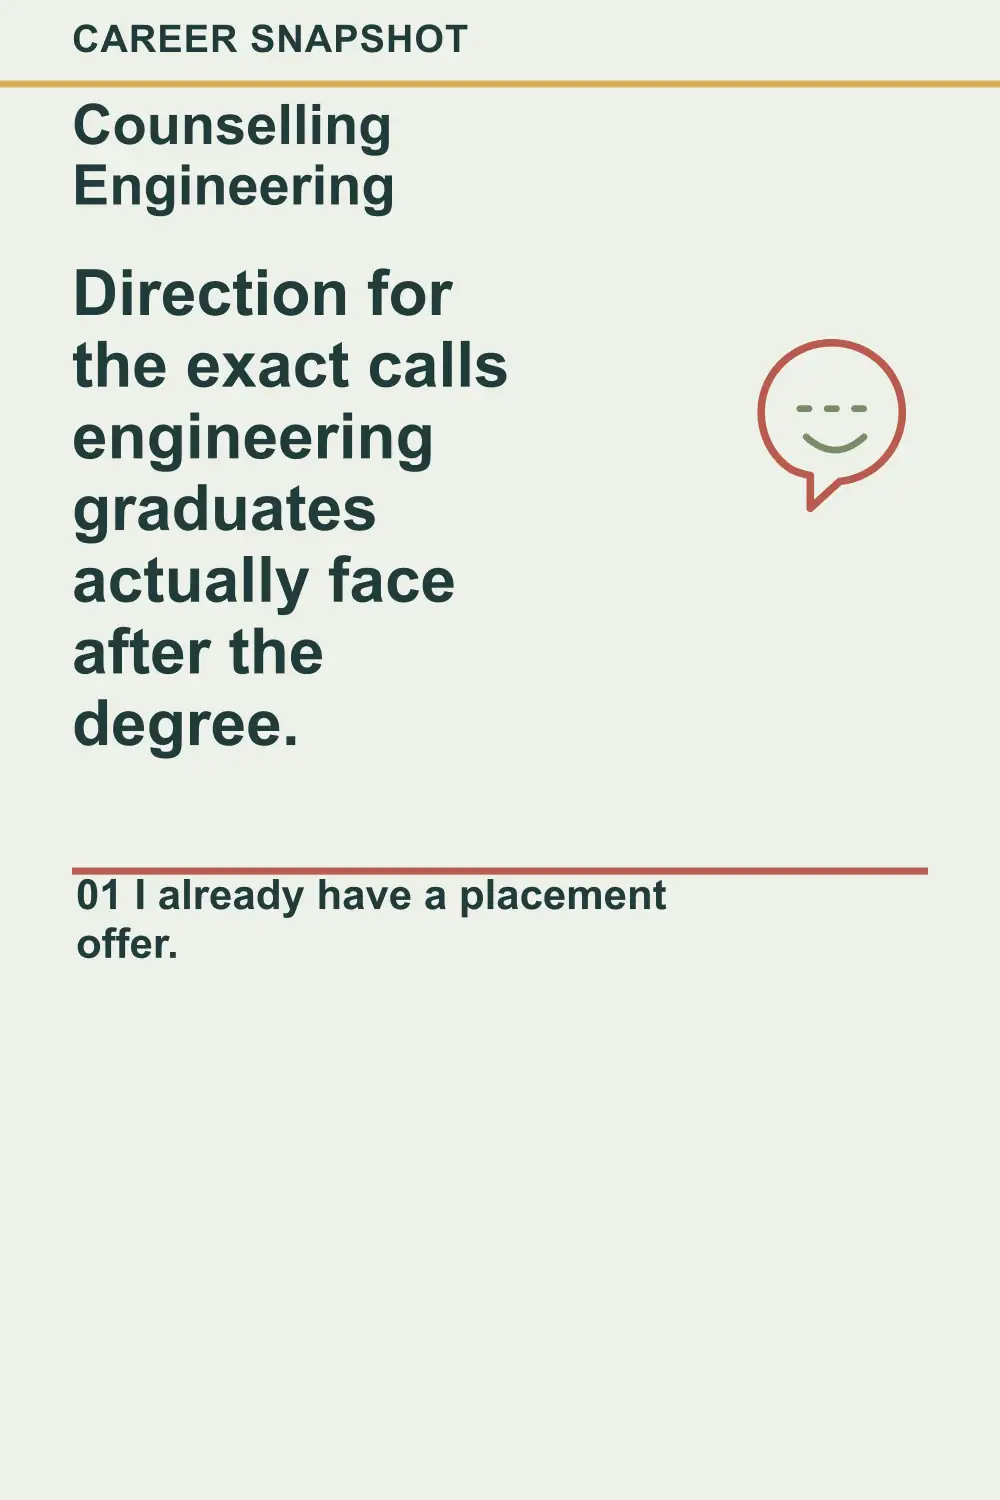 CAREER SNAPSHOT
Counselling
Engineering
Direction for
the exact calls
engineering
graduates
actually face
after the
degree.
01 I already have a placement
offer.